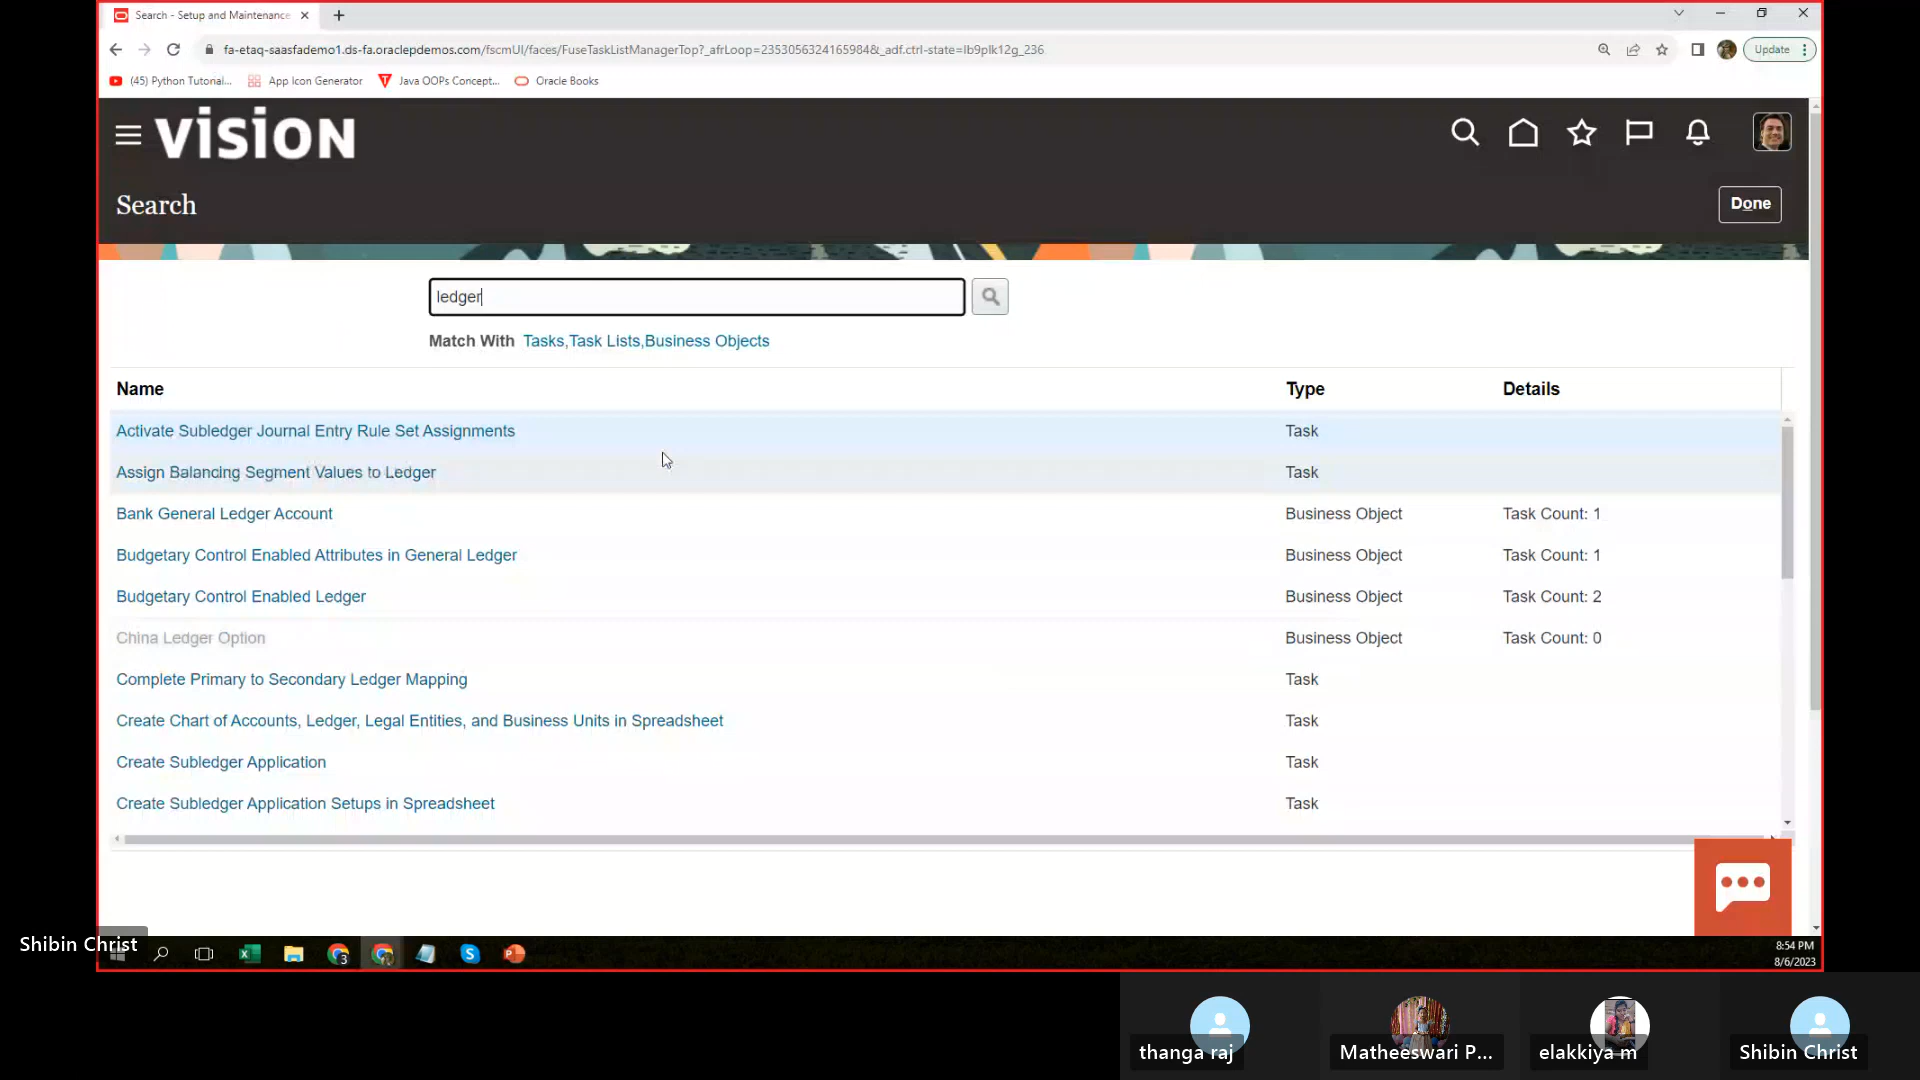 Search - Setup and Maintenance
fa-etaq-saasfademo1.ds-fa.oraclepdemos.com/fscmUI/faces/FuseTaskListManagerTop?_afrLoop=2353056324165984&_adf.ctrl-state=lb9plk12g_236
Update
(45) Python Tutorial...
App Icon Generator
Java OOPs Concept...
Oracle Books
VISION
Search
Done
ledger
Match With Tasks,Task Lists,Business Objects
Name Type Details
Activate Subledger Journal Entry Rule Set Assignments Task
Assign Balancing Segment Values to Ledger Task
Bank General Ledger Account Business Object Task Count: 1
Budgetary Control Enabled Attributes in General Ledger Business Object Task Count: 1
Budgetary Control Enabled Ledger Business Object Task Count: 2
China Ledger Option Business Object Task Count: 0
Complete Primary to Secondary Ledger Mapping Task
Create Chart of Accounts, Ledger, Legal Entities, and Business Units in Spreadsheet Task
Create Subledger Application Task
Create Subledger Application Setups in Spreadsheet Task
Shibin Christ
8:54 PM
8/6/2023
thanga raj
Matheeswari P...
elakkiya m
Shibin Christ